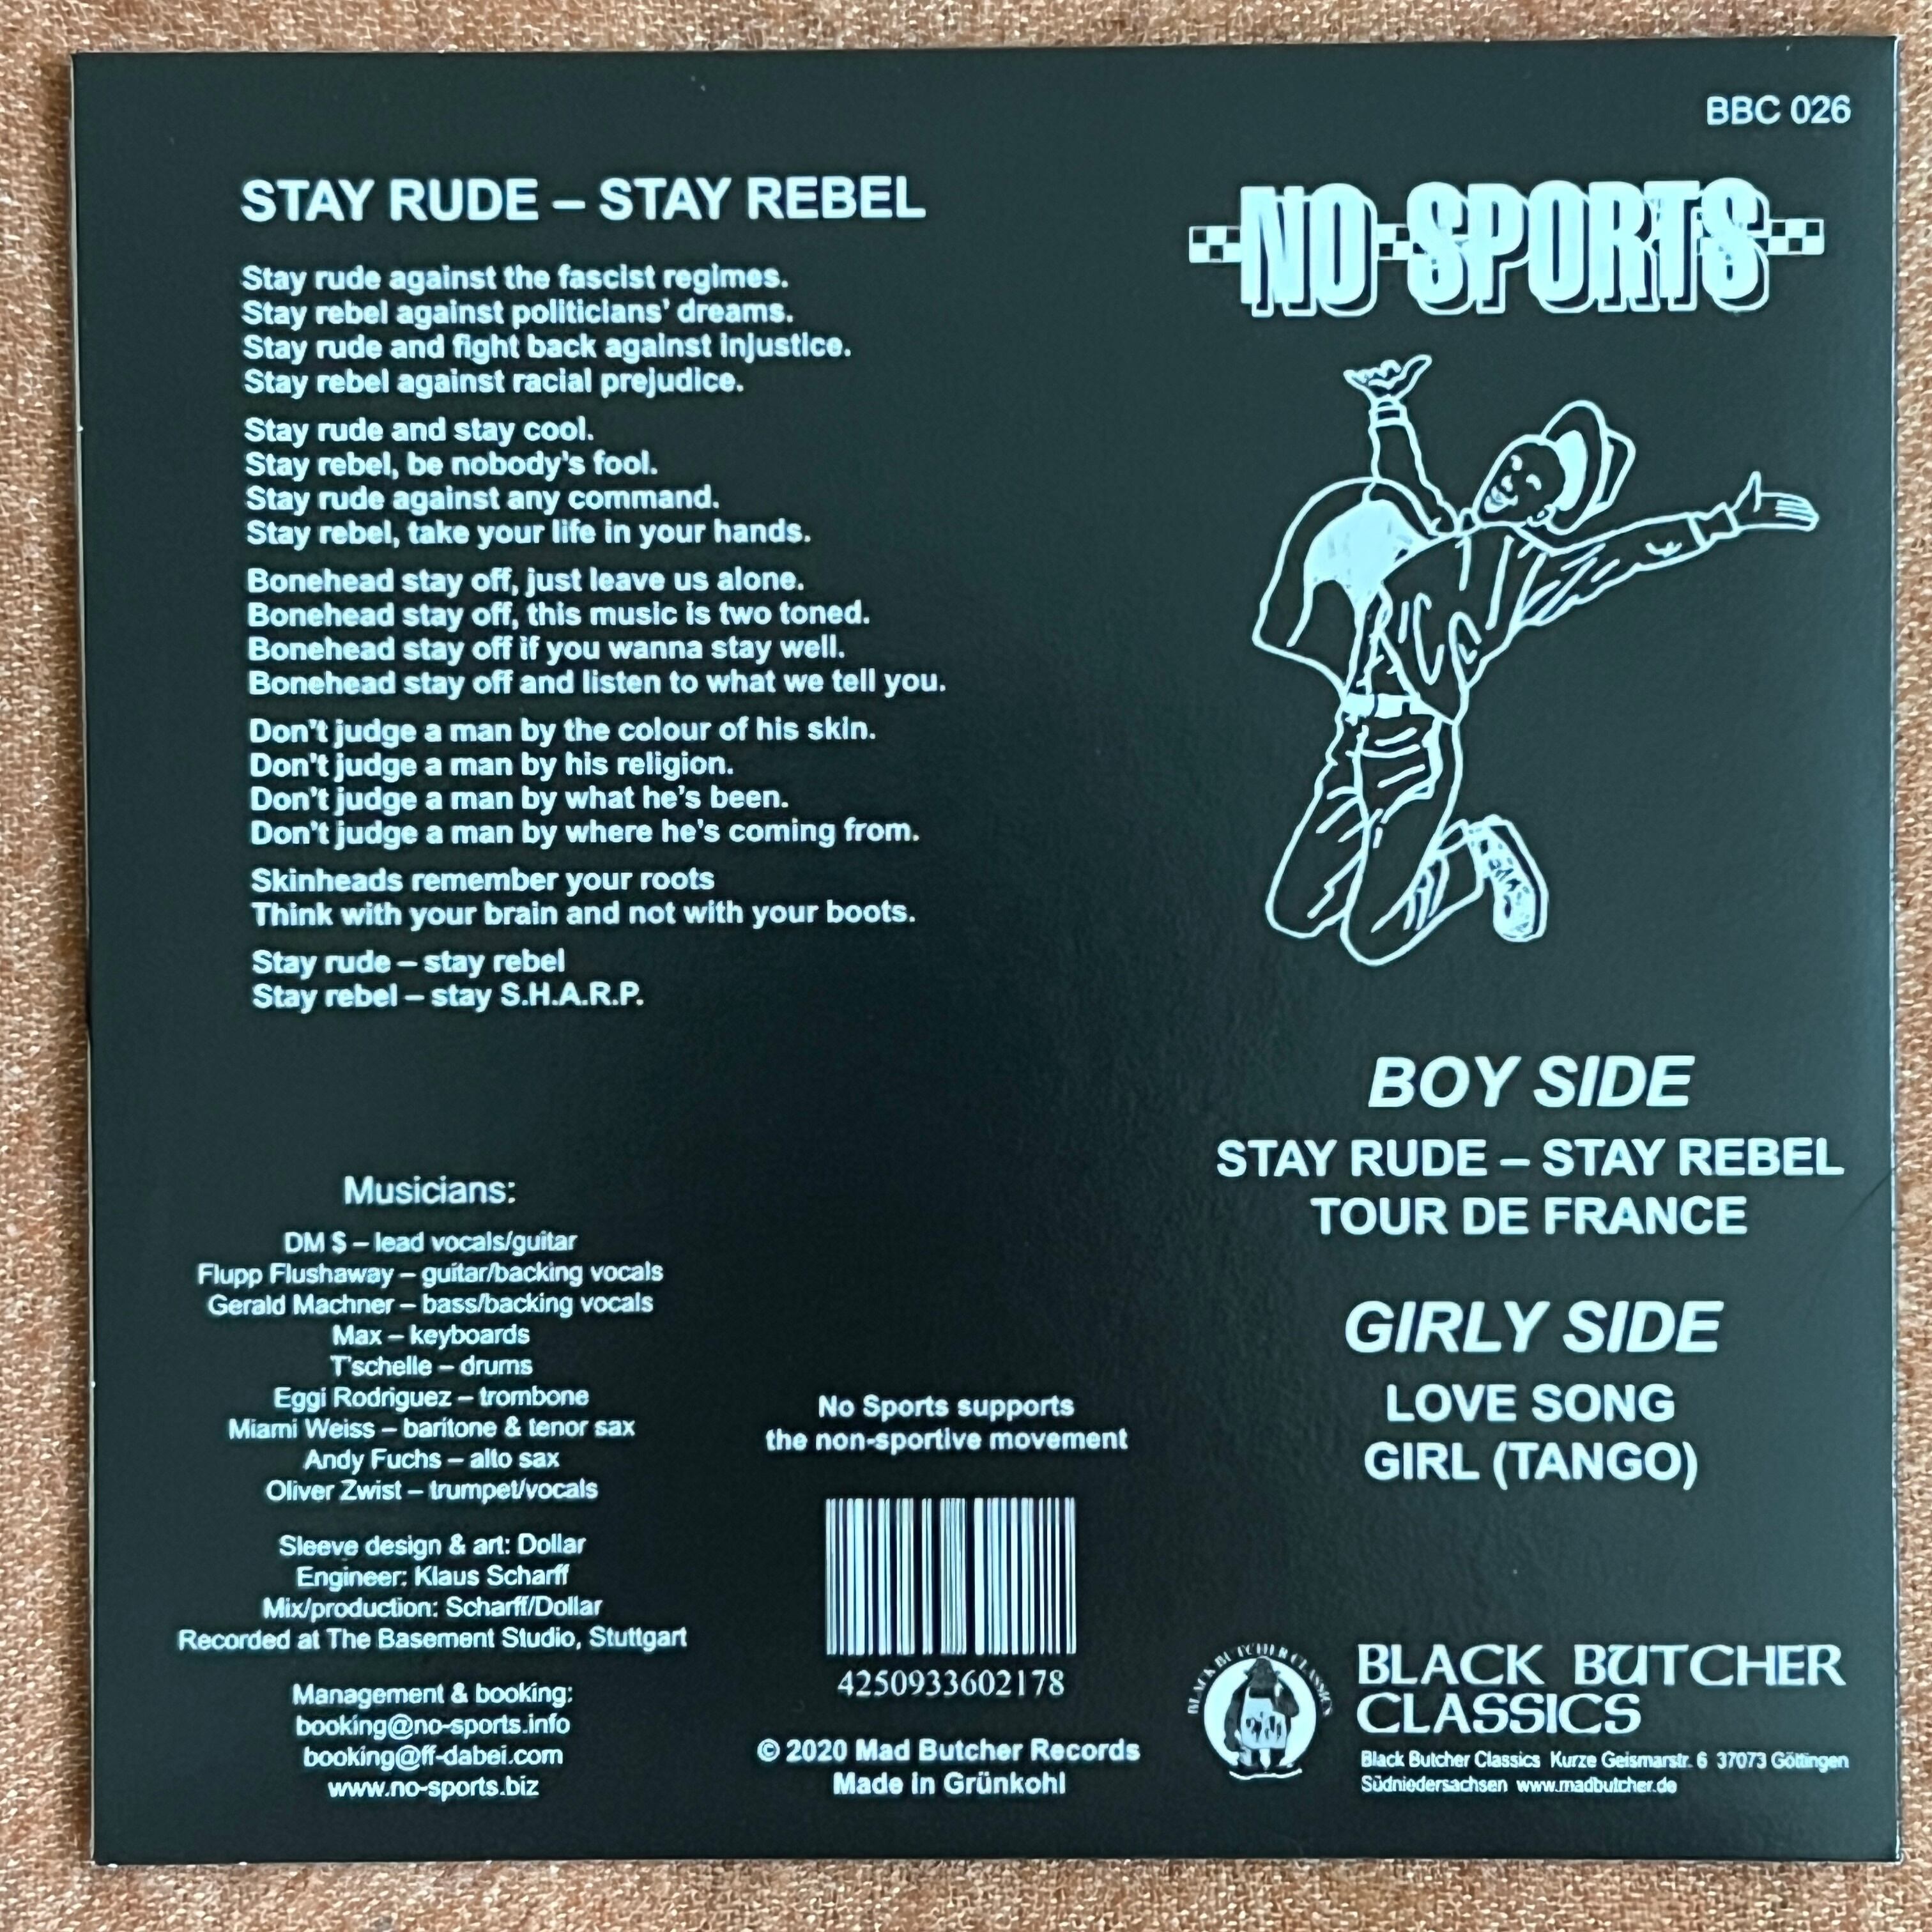 BBC 026
STAY RUDE – STAY REBEL
Stay rude against the fascist regimes.
Stay rebel against politicians' dreams.
Stay rude and fight back against injustice.
Stay rebel against racial prejudice.
Stay rude and stay cool.
Stay rebel, be nobody's fool.
Stay rude against any command.
Stay rebel, take your life in your hands.
Bonehead stay off, just leave us alone.
Bonehead stay off, this music is two toned.
Bonehead stay off if you wanna stay well.
Bonehead stay off and listen to what we tell you.
Don't judge a man by the colour of his skin.
Don't judge a man by his religion.
Don't judge a man by what he's been.
Don't judge a man by where he's coming from.
Skinheads remember your roots
Think with your brain and not with your boots.
Stay rude – stay rebel
Stay rebel – stay S.H.A.R.P.
Musicians:
DM $ – lead vocals/guitar
Flupp Flushaway – guitar/backing vocals
Gerald Machner – bass/backing vocals
Max – keyboards
T'schelle – drums
Eggi Rodriguez – trombone
Miami Weiss – baritone & tenor sax
Andy Fuchs – alto sax
Oliver Zwist – trumpet/vocals
Sleeve design & art: Dollar
Engineer: Klaus Scharff
Mix/production: Scharff/Dollar
Recorded at The Basement Studio, Stuttgart
Management & booking:
booking@no-sports.info
booking@ff-dabei.com
www.no-sports.biz
No Sports supports
the non-sportive movement
4250933602178
© 2020 Mad Butcher Records
Made in Grünkohl
NO SPORTS
BOY SIDE
STAY RUDE – STAY REBEL
TOUR DE FRANCE
GIRLY SIDE
LOVE SONG
GIRL (TANGO)
BLACK BUTCHER CLASSICS
BLACK BUTCHER
CLASSICS
Black Butcher Classics Kurze Geismarstr. 6 37073 Göttingen
Südniedersachsen www.madbutcher.de